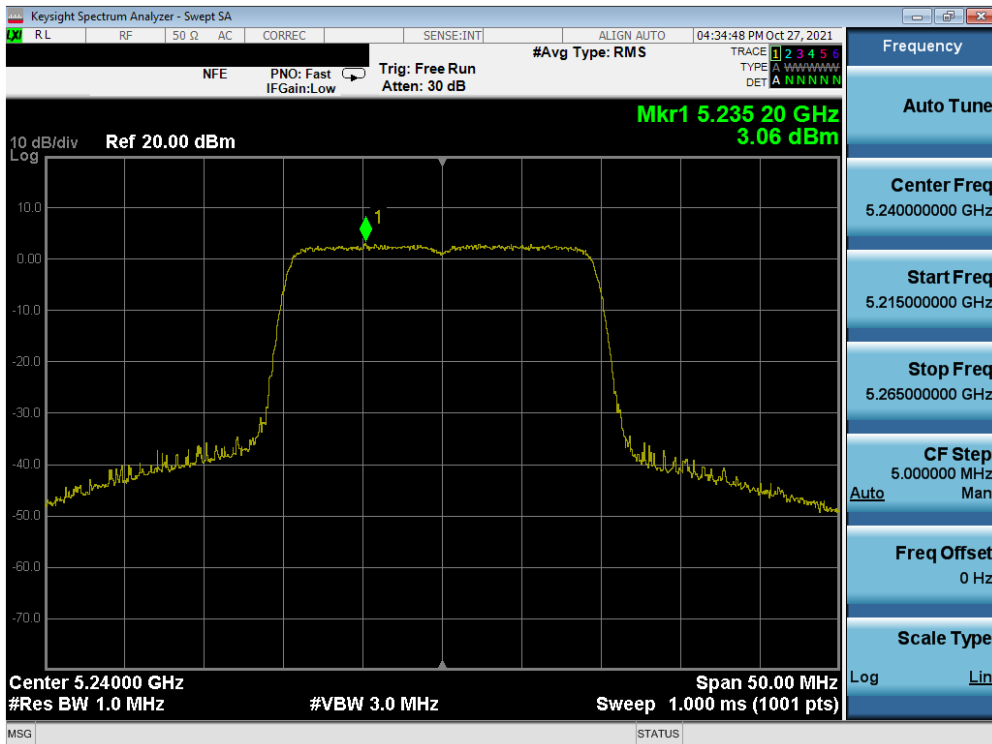 Keysight Spectrum Analyzer - Swept SA
LXI RL RF 50 Ω AC CORREC SENSE:INT ALIGN AUTO 04:34:48 PM Oct 27, 2021
NFE PNO: Fast IFGain:Low
Trig: Free Run
Atten: 30 dB
#Avg Type: RMS
TRACE 1 2 3 4 5 6
TYPE A WWWWW
DET A N N N N N
Mkr1 5.235 20 GHz
3.06 dBm
10 dB/div Ref 20.00 dBm
Log
1
10.0
0.00
-10.0
-20.0
-30.0
-40.0
-50.0
-60.0
-70.0
Center 5.24000 GHz Span 50.00 MHz
#Res BW 1.0 MHz #VBW 3.0 MHz Sweep 1.000 ms (1001 pts)
MSG STATUS
Frequency
Auto Tune
Center Freq
5.240000000 GHz
Start Freq
5.215000000 GHz
Stop Freq
5.265000000 GHz
CF Step
5.000000 MHz
Auto Man
Freq Offset
0 Hz
Scale Type
Log Lin